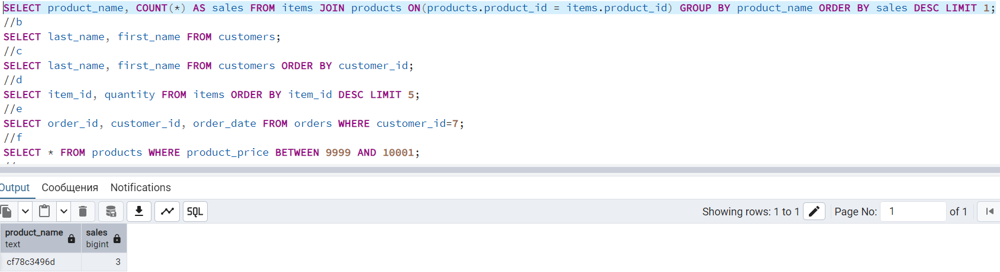 SELECT product_name, COUNT(*) AS sales FROM items JOIN products ON(products.product_id = items.product_id) GROUP BY product_name ORDER BY sales DESC LIMIT 1;
//b
SELECT last_name, first_name FROM customers;
//c
SELECT last_name, first_name FROM customers ORDER BY customer_id;
//d
SELECT item_id, quantity FROM items ORDER BY item_id DESC LIMIT 5;
//e
SELECT order_id, customer_id, order_date FROM orders WHERE customer_id=7;
//f
SELECT * FROM products WHERE product_price BETWEEN 9999 AND 10001;
Output Сообщения Notifications
SQL Showing rows: 1 to 1 Page No: 1 of 1
product_name sales
text bigint
cf78c3496d 3